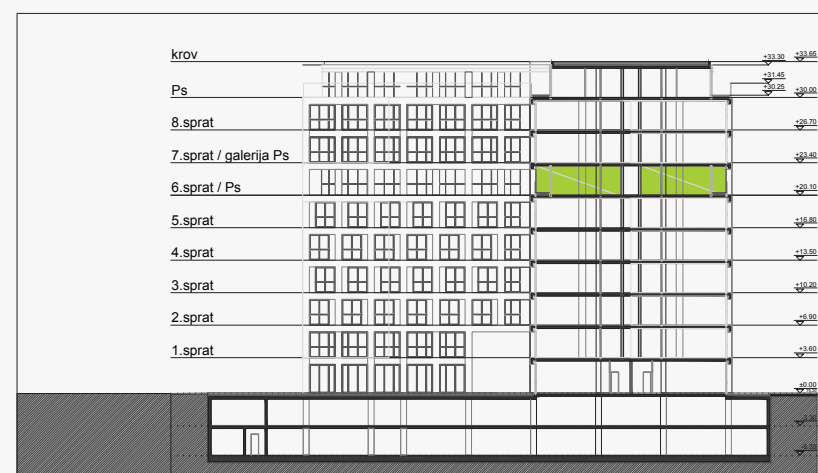 krov
+33.30 +33.65
+31.45
Ps
+30.25 +30.00
8.sprat
+26.70
7.sprat / galerija Ps
+23.40
6.sprat / Ps
+20.10
5.sprat
+16.80
4.sprat
+13.50
3.sprat
+10.20
2.sprat
+6.90
1.sprat
+3.60
±0.00
-3.30